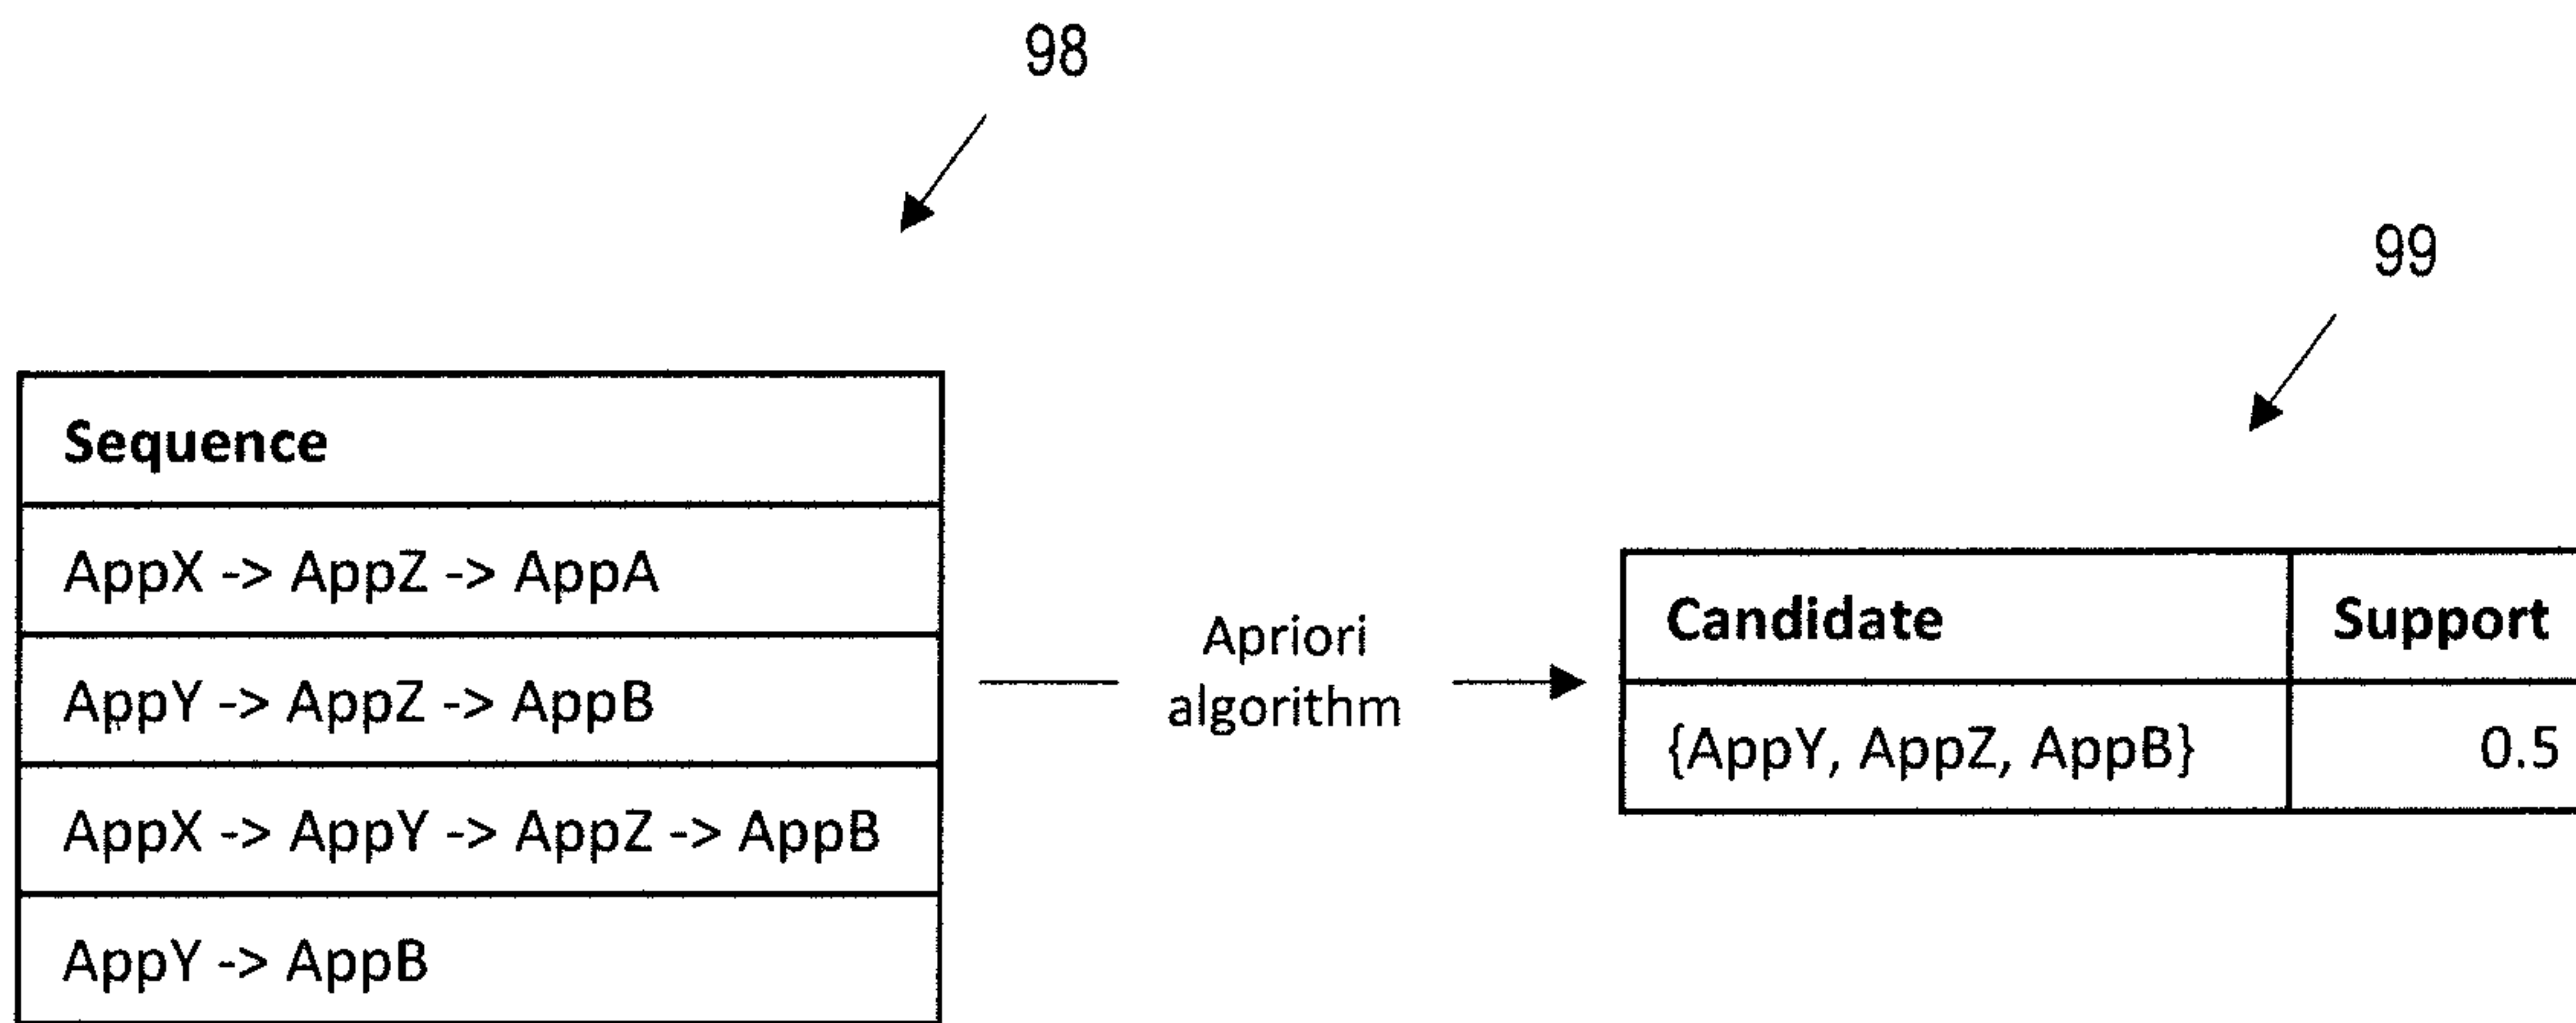 98
99
Sequence
AppX -> AppZ -> AppA
AppY -> AppZ -> AppB
AppX -> AppY -> AppZ -> AppB
AppY -> AppB
Apriori
algorithm
Candidate Support
{AppY, AppZ, AppB} 0.5